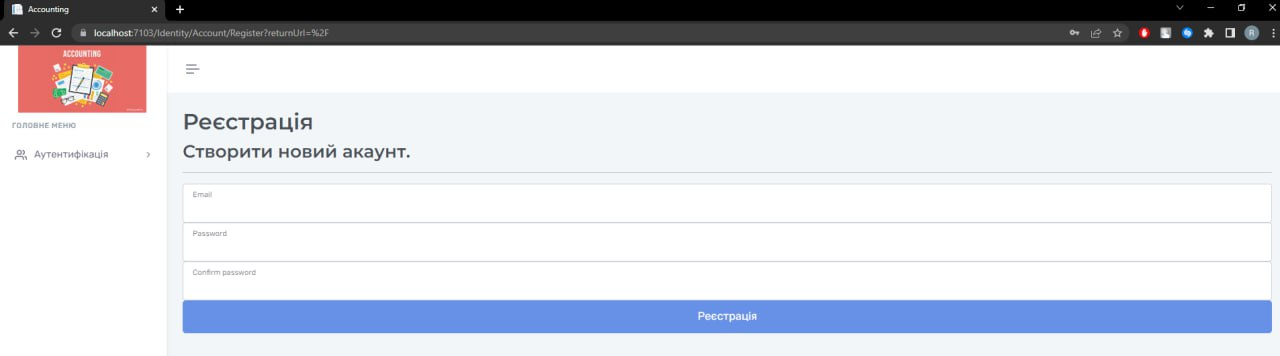 Accounting
localhost:7103/Identity/Account/Register?returnUrl=%2F
R
ACCOUNTING
ГОЛОВНЕ МЕНЮ
Аутентифікація
Реєстрація
Створити новий акаунт.
Email
Password
Confirm password
Реєстрація